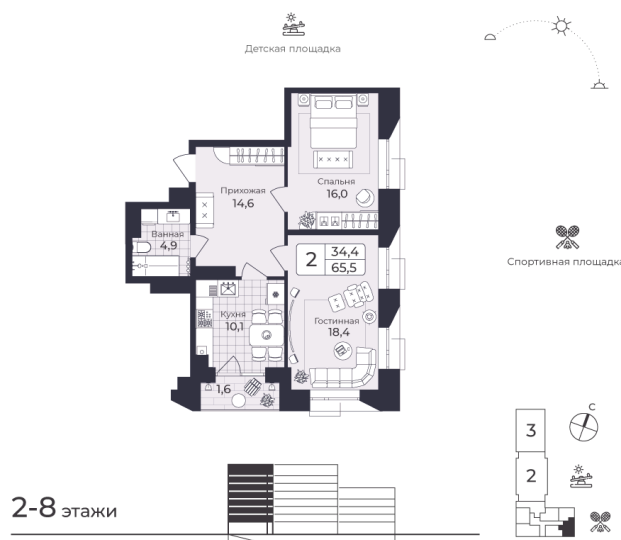 Детская площадка
Спальня
16,0
Прихожая
14,6
Ванная
4,9
2
34,4
65,5
Спортивная площадка
Кухня
10,1
Гостинная
18,4
1,6
С
3
2
2-8 этажи